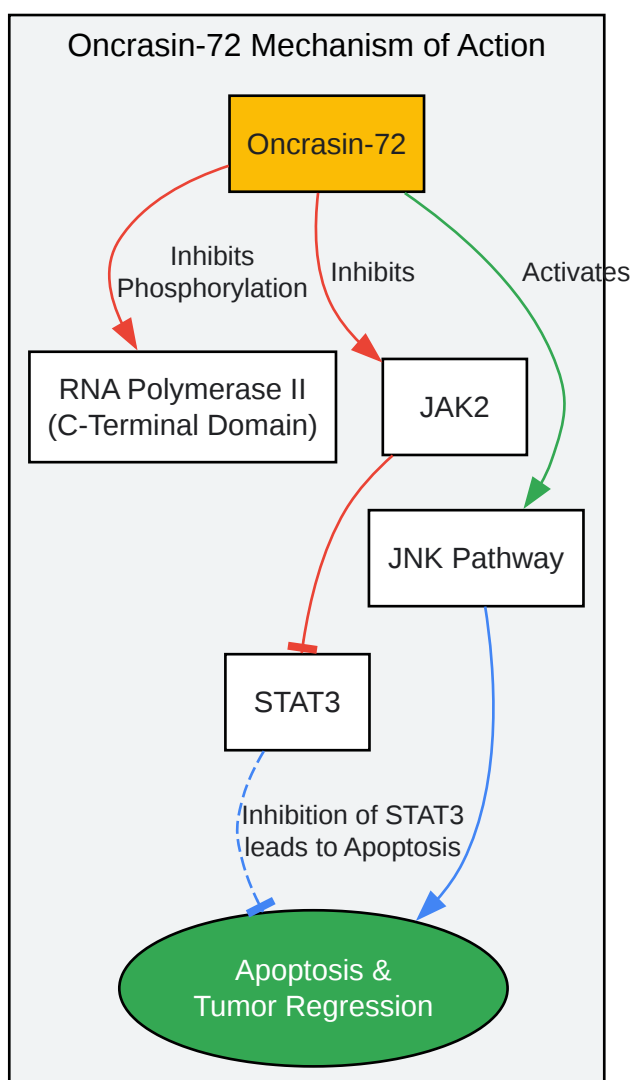 Oncrasin-72 Mechanism of Action
Oncrasin-72
Inhibits
Phosphorylation
Inhibits
Activates
RNA Polymerase II
(C-Terminal Domain)
JAK2
JNK Pathway
STAT3
Inhibition of STAT3
leads to Apoptosis
Apoptosis &
Tumor Regression